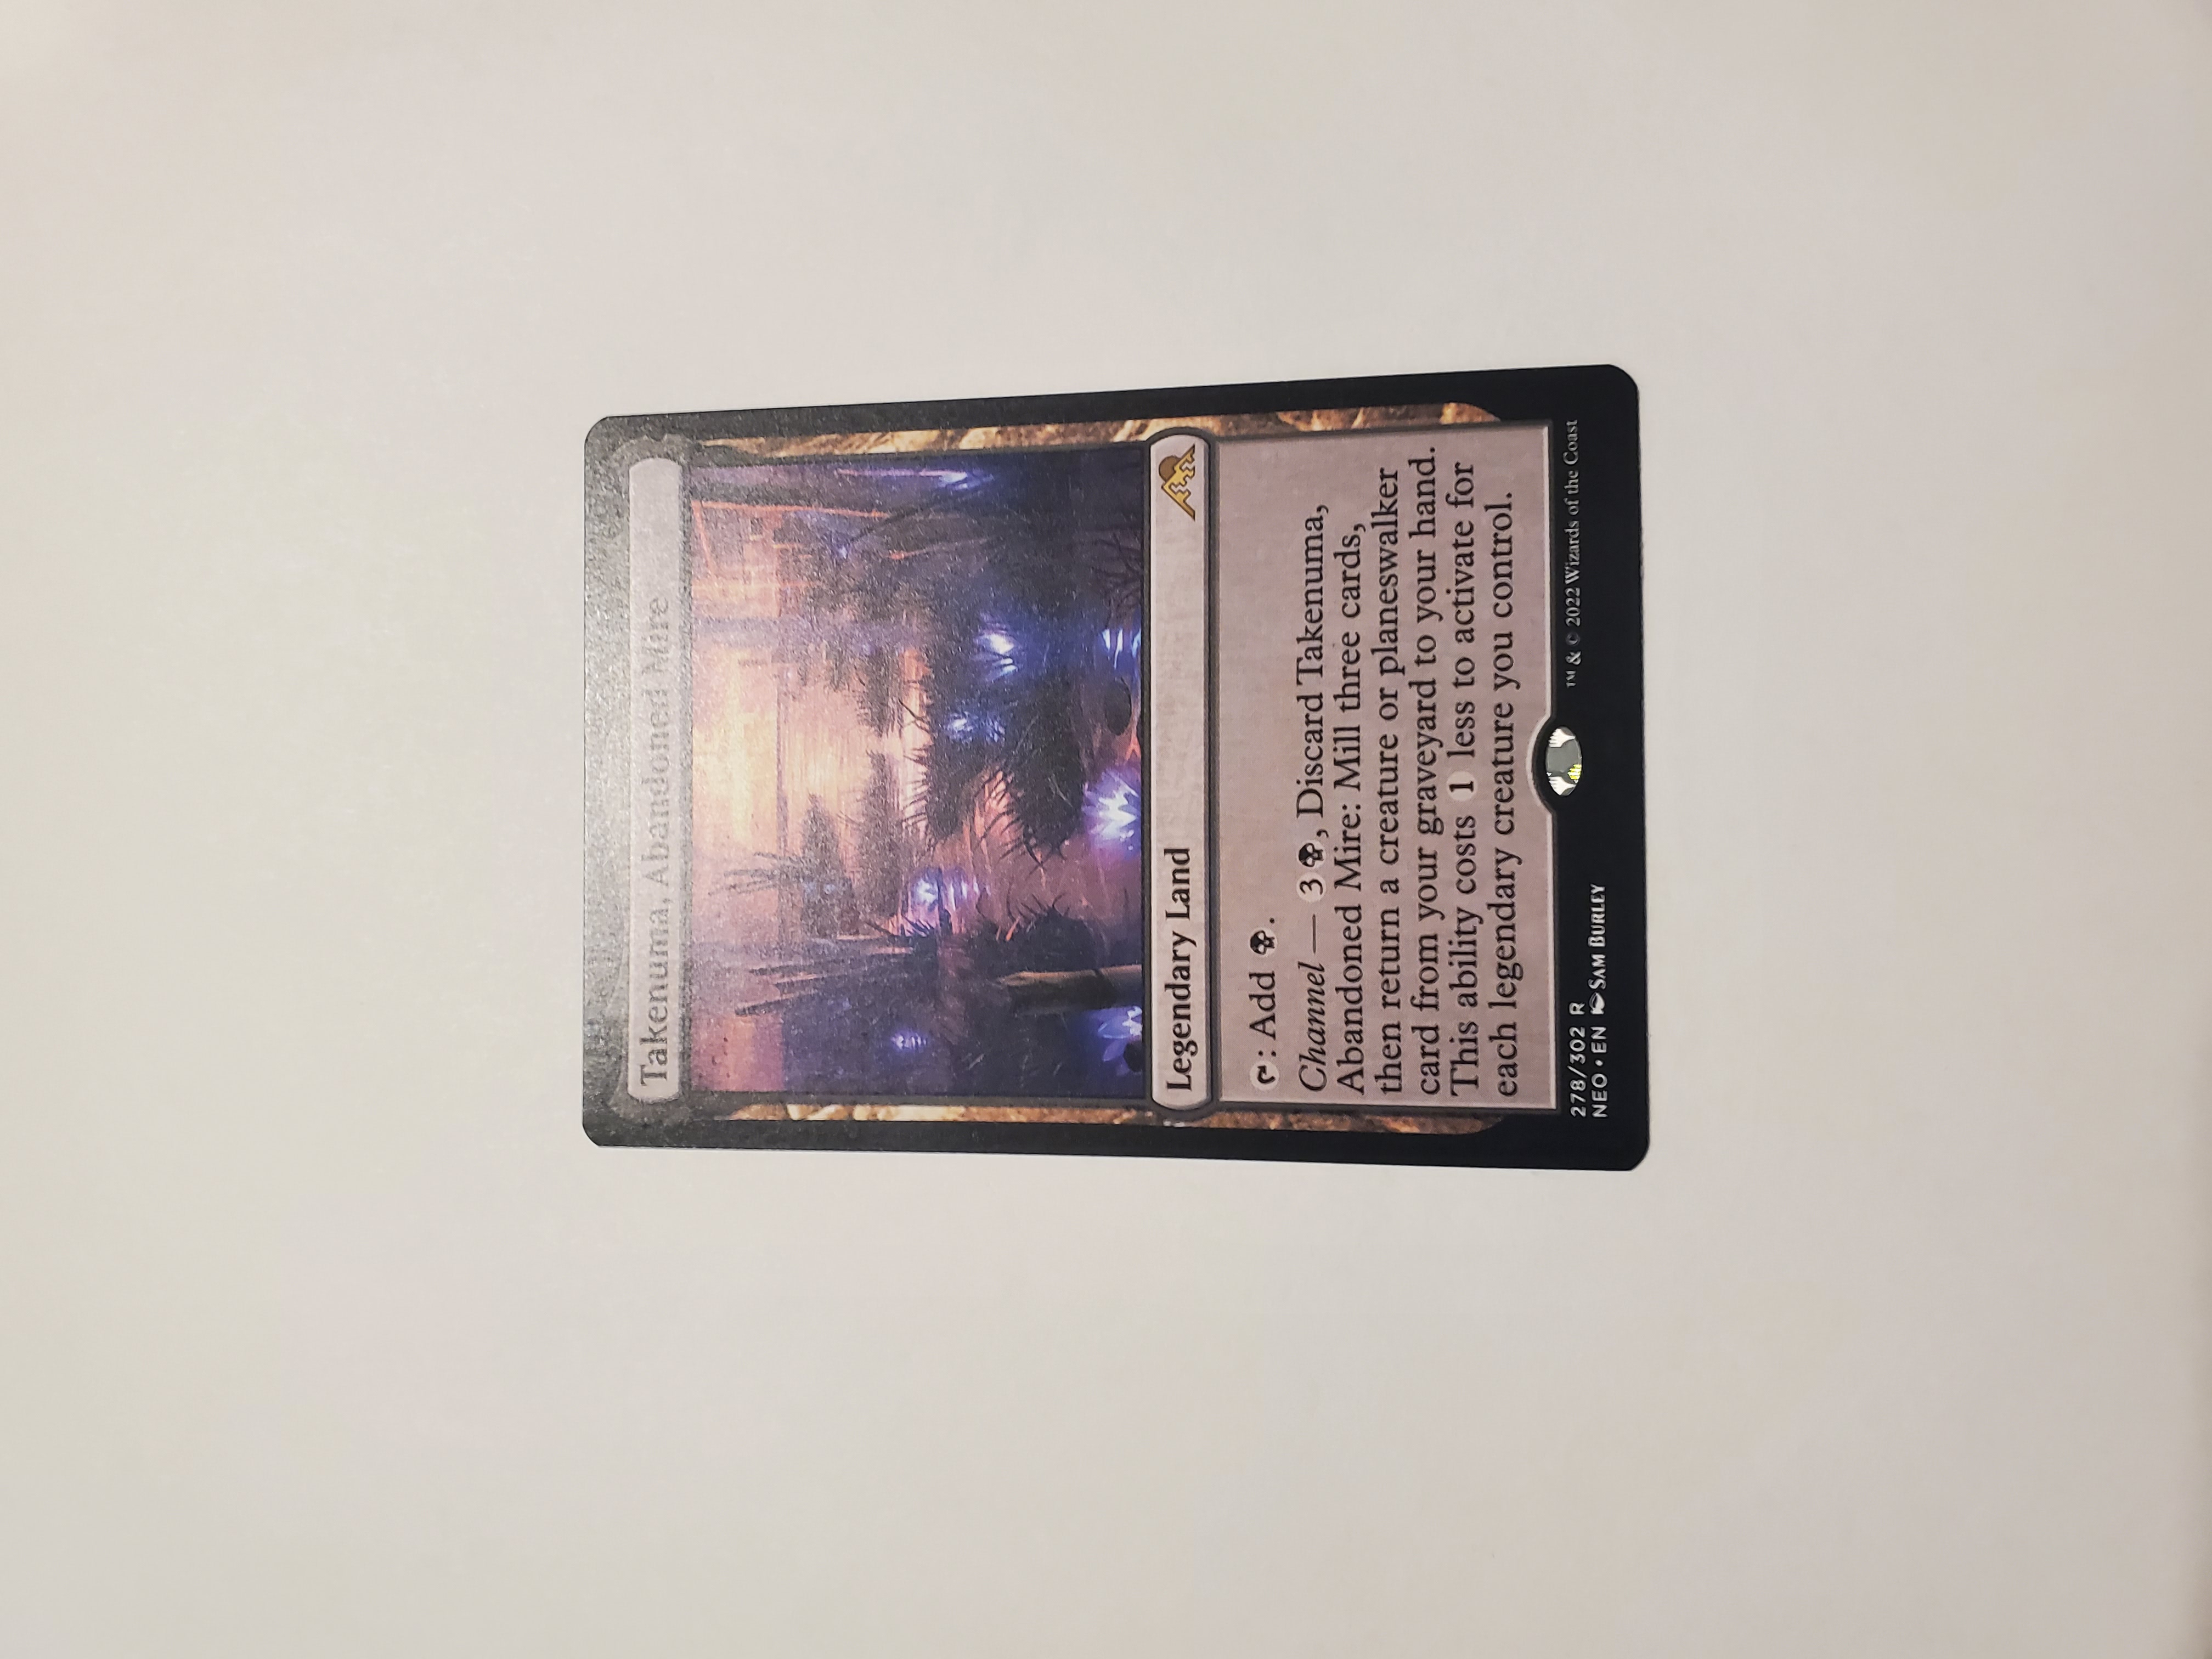 Takenuma, Abandoned Mire
Legendary Land
: Add .
Channel — 3, Discard Takenuma,
Abandoned Mire: Mill three cards,
then return a creature or planeswalker
card from your graveyard to your hand.
This ability costs 1 less to activate for
each legendary creature you control.
278/302 R
NEO • EN SAM BURLEY
™ & © 2022 Wizards of the Coast